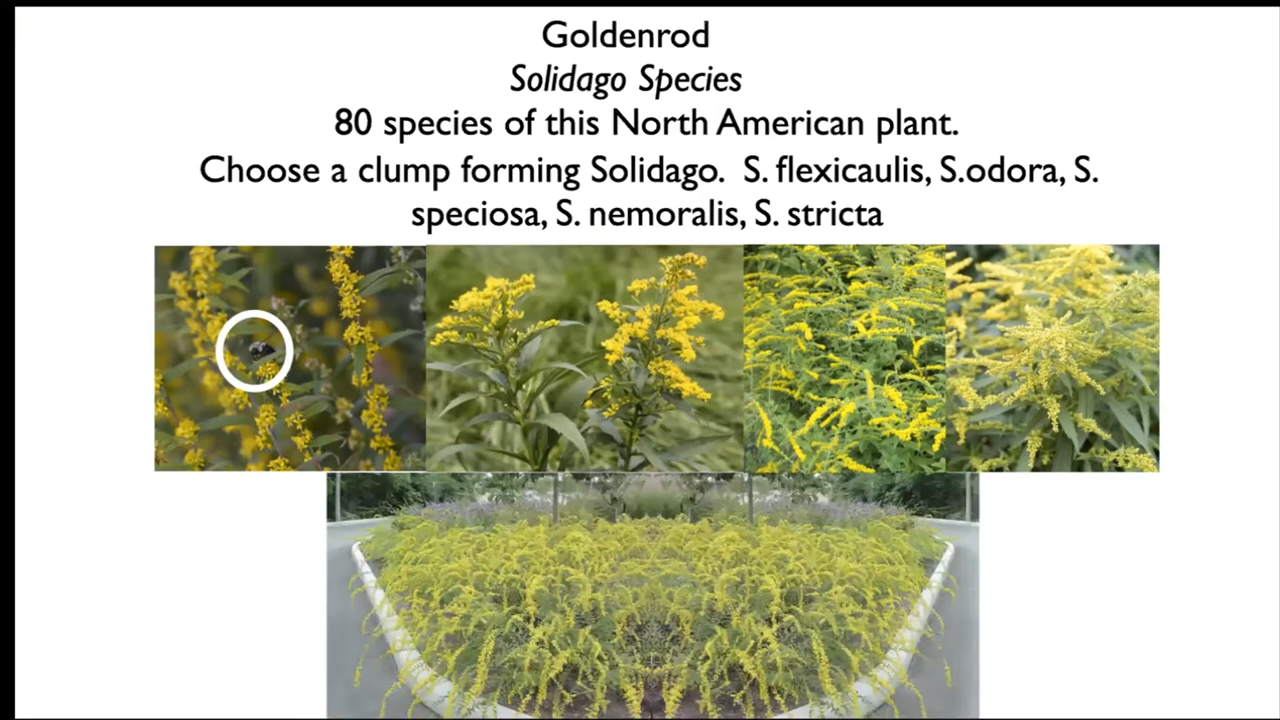 Goldenrod
Solidago Species
80 species of this North American plant.
Choose a clump forming Solidago.  S. flexicaulis, S.odora, S.
speciosa, S. nemoralis, S. stricta